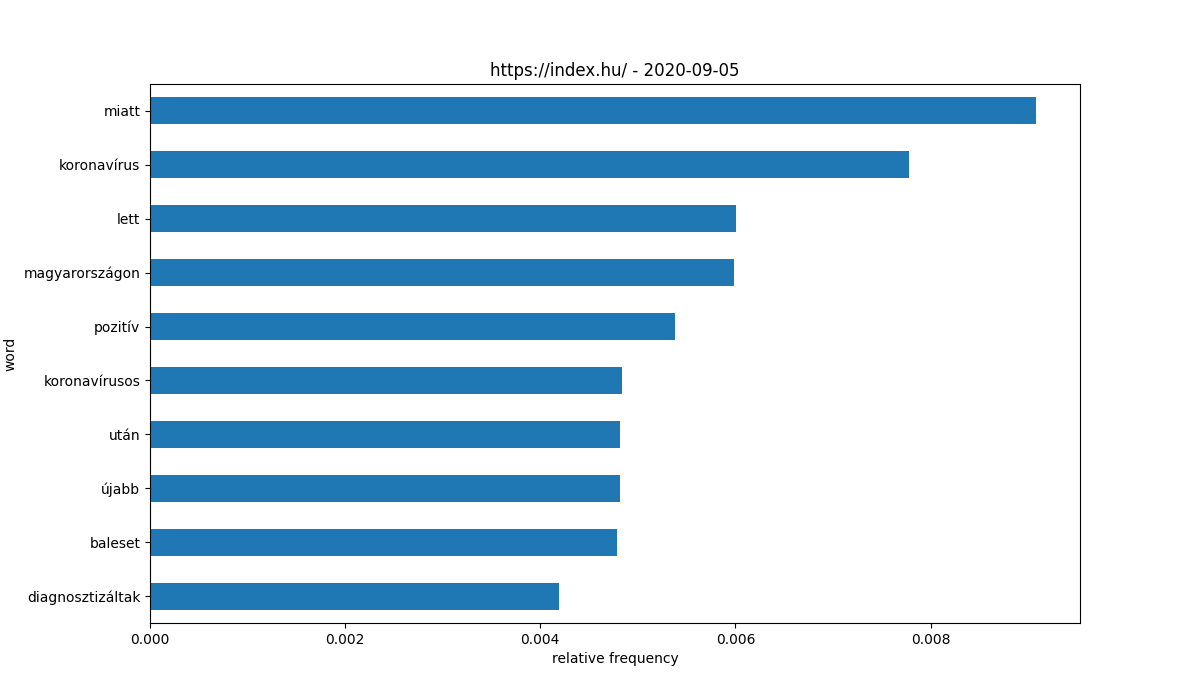 https://index.hu/ - 2020-09-05
word
miatt
koronavírus
lett
magyarországon
pozitív
koronavírusos
után
újabb
baleset
diagnosztizáltak
0.000 0.002 0.004 0.006 0.008
relative frequency